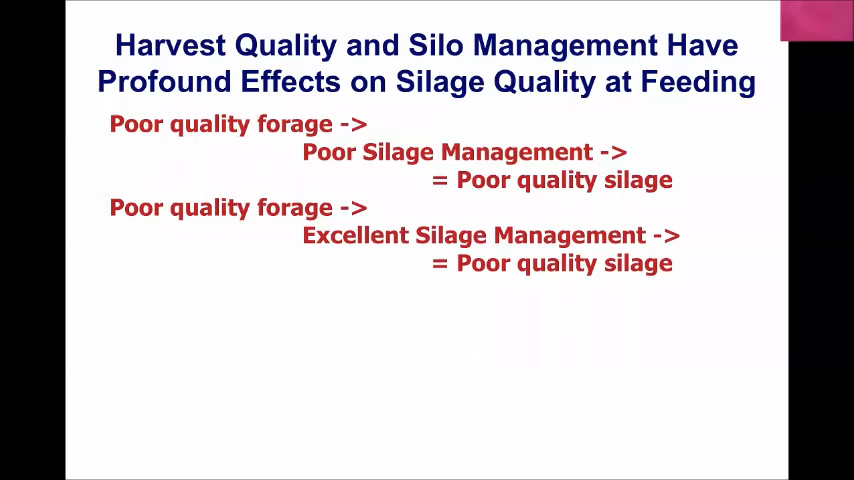 Harvest Quality and Silo Management Have
Profound Effects on Silage Quality at Feeding
Poor quality forage ->
Poor Silage Management ->
= Poor quality silage
Poor quality forage ->
Excellent Silage Management ->
= Poor quality silage